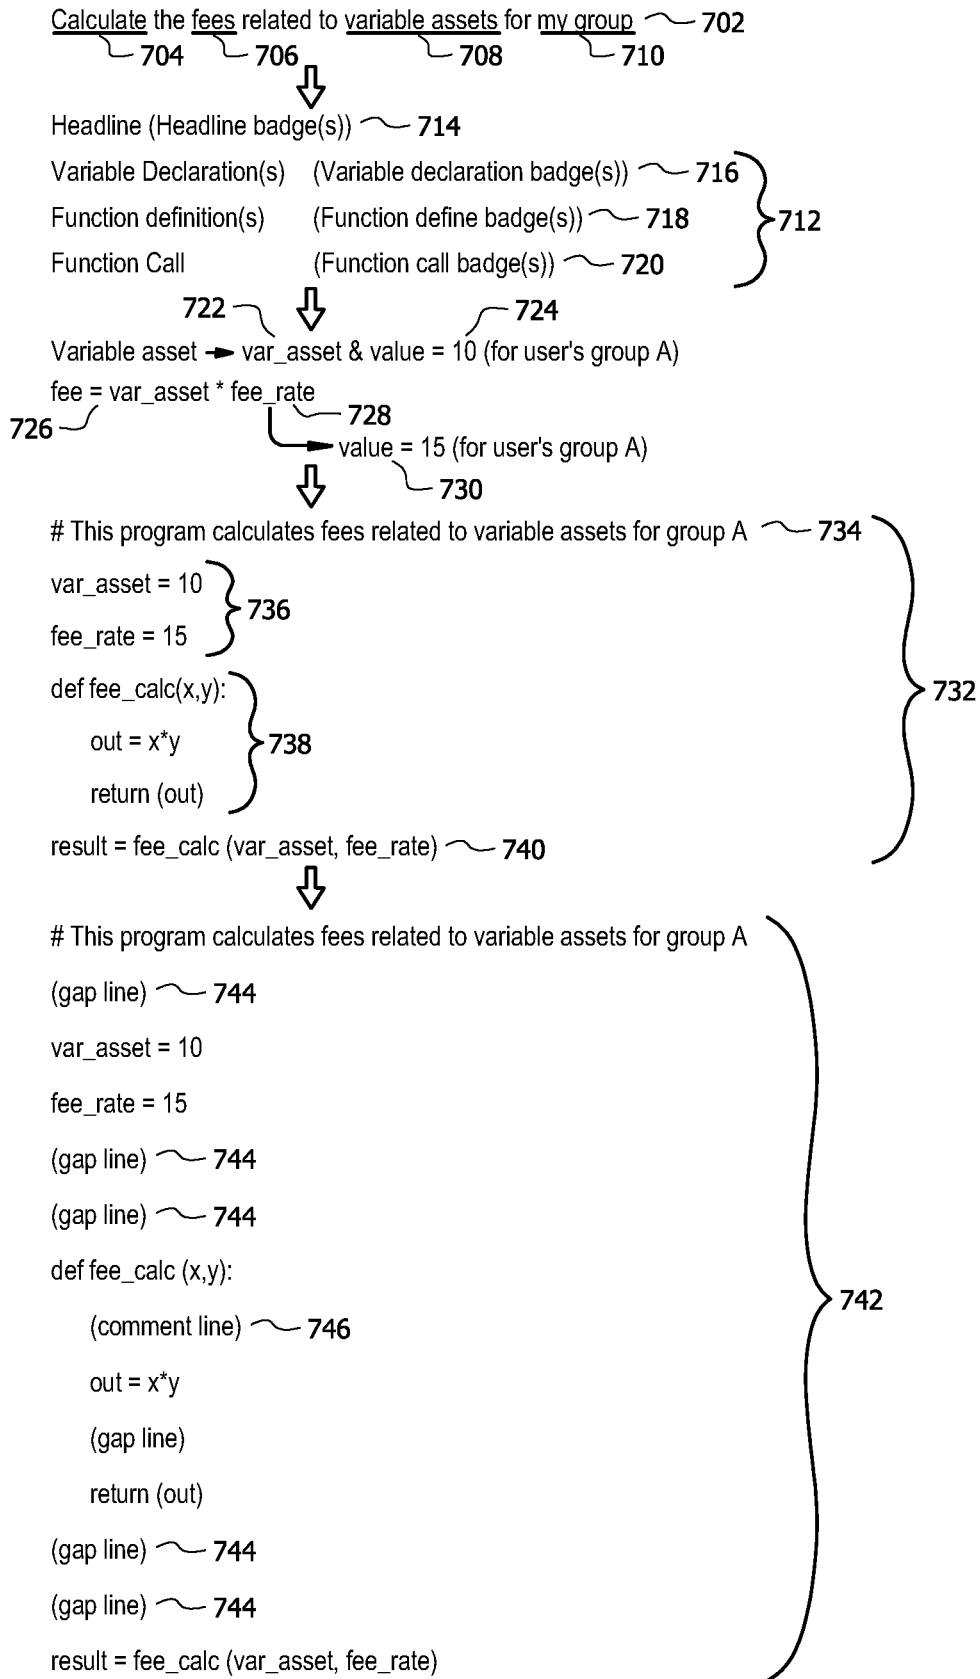 Calculate the fees related to variable assets for my group 702
704 706 708 710
Headline (Headline badge(s)) 714
Variable Declaration(s) (Variable declaration badge(s)) 716
Function definition(s) (Function define badge(s)) 718
712
Function Call (Function call badge(s)) 720
722 724
Variable asset var_asset & value = 10 (for user's group A)
fee = var_asset * fee_rate
726 728
value = 15 (for user's group A)
730
# This program calculates fees related to variable assets for group A 734
var_asset = 10
736
fee_rate = 15
def fee_calc(x,y):
732
out = x*y 738
return (out)
result = fee_calc (var_asset, fee_rate) 740
# This program calculates fees related to variable assets for group A
(gap line) 744
var_asset = 10
fee_rate = 15
(gap line) 744
(gap line) 744
def fee_calc (x,y):
742
(comment line) 746
out = x*y
(gap line)
return (out)
(gap line) 744
(gap line) 744
result = fee_calc (var_asset, fee_rate)